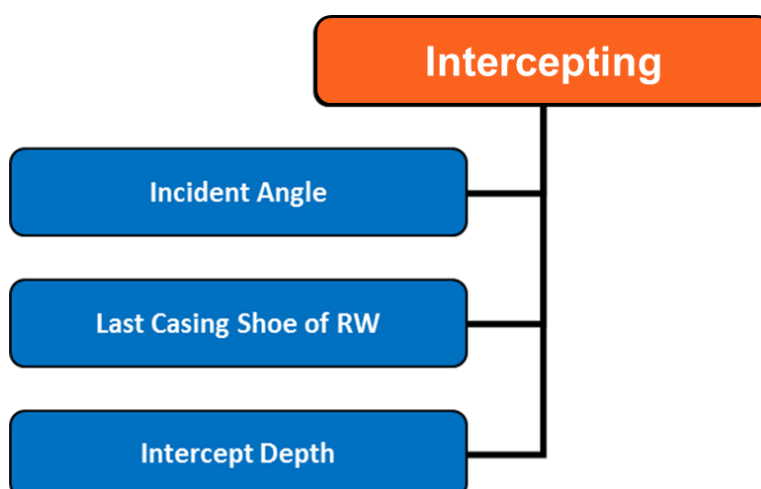 Intercepting
Incident Angle
Last Casing Shoe of RW
Intercept Depth